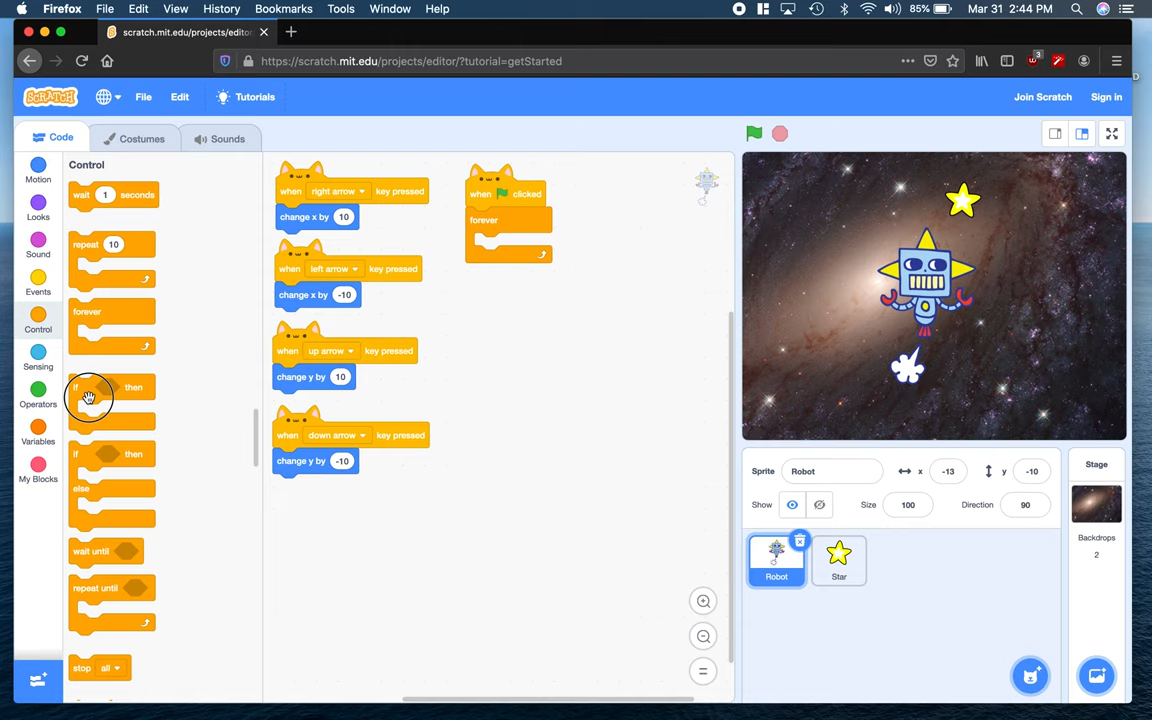 Firefox File Edit View History Bookmarks Tools Window Help 85% Mar 31 2:44 PM
scratch.mit.edu/projects/editor/
https://scratch.mit.edu/projects/editor/?tutorial=getStarted 3
SCRATCH File Edit Tutorials Join Scratch Sign in
Code Costumes Sounds
Motion
Looks
Sound
Events
Control
Sensing
Operators
Variables
My Blocks
Control
wait 1 seconds
repeat 10
forever
if then
if then
else
wait until
repeat until
stop all
when right arrow key pressed
change x by 10
when left arrow key pressed
change x by -10
when up arrow key pressed
change y by 10
when down arrow key pressed
change y by -10
when clicked
forever
Sprite Robot x -13 y -10
Show Size 100 Direction 90
Robot
Star
Stage
Backdrops
2